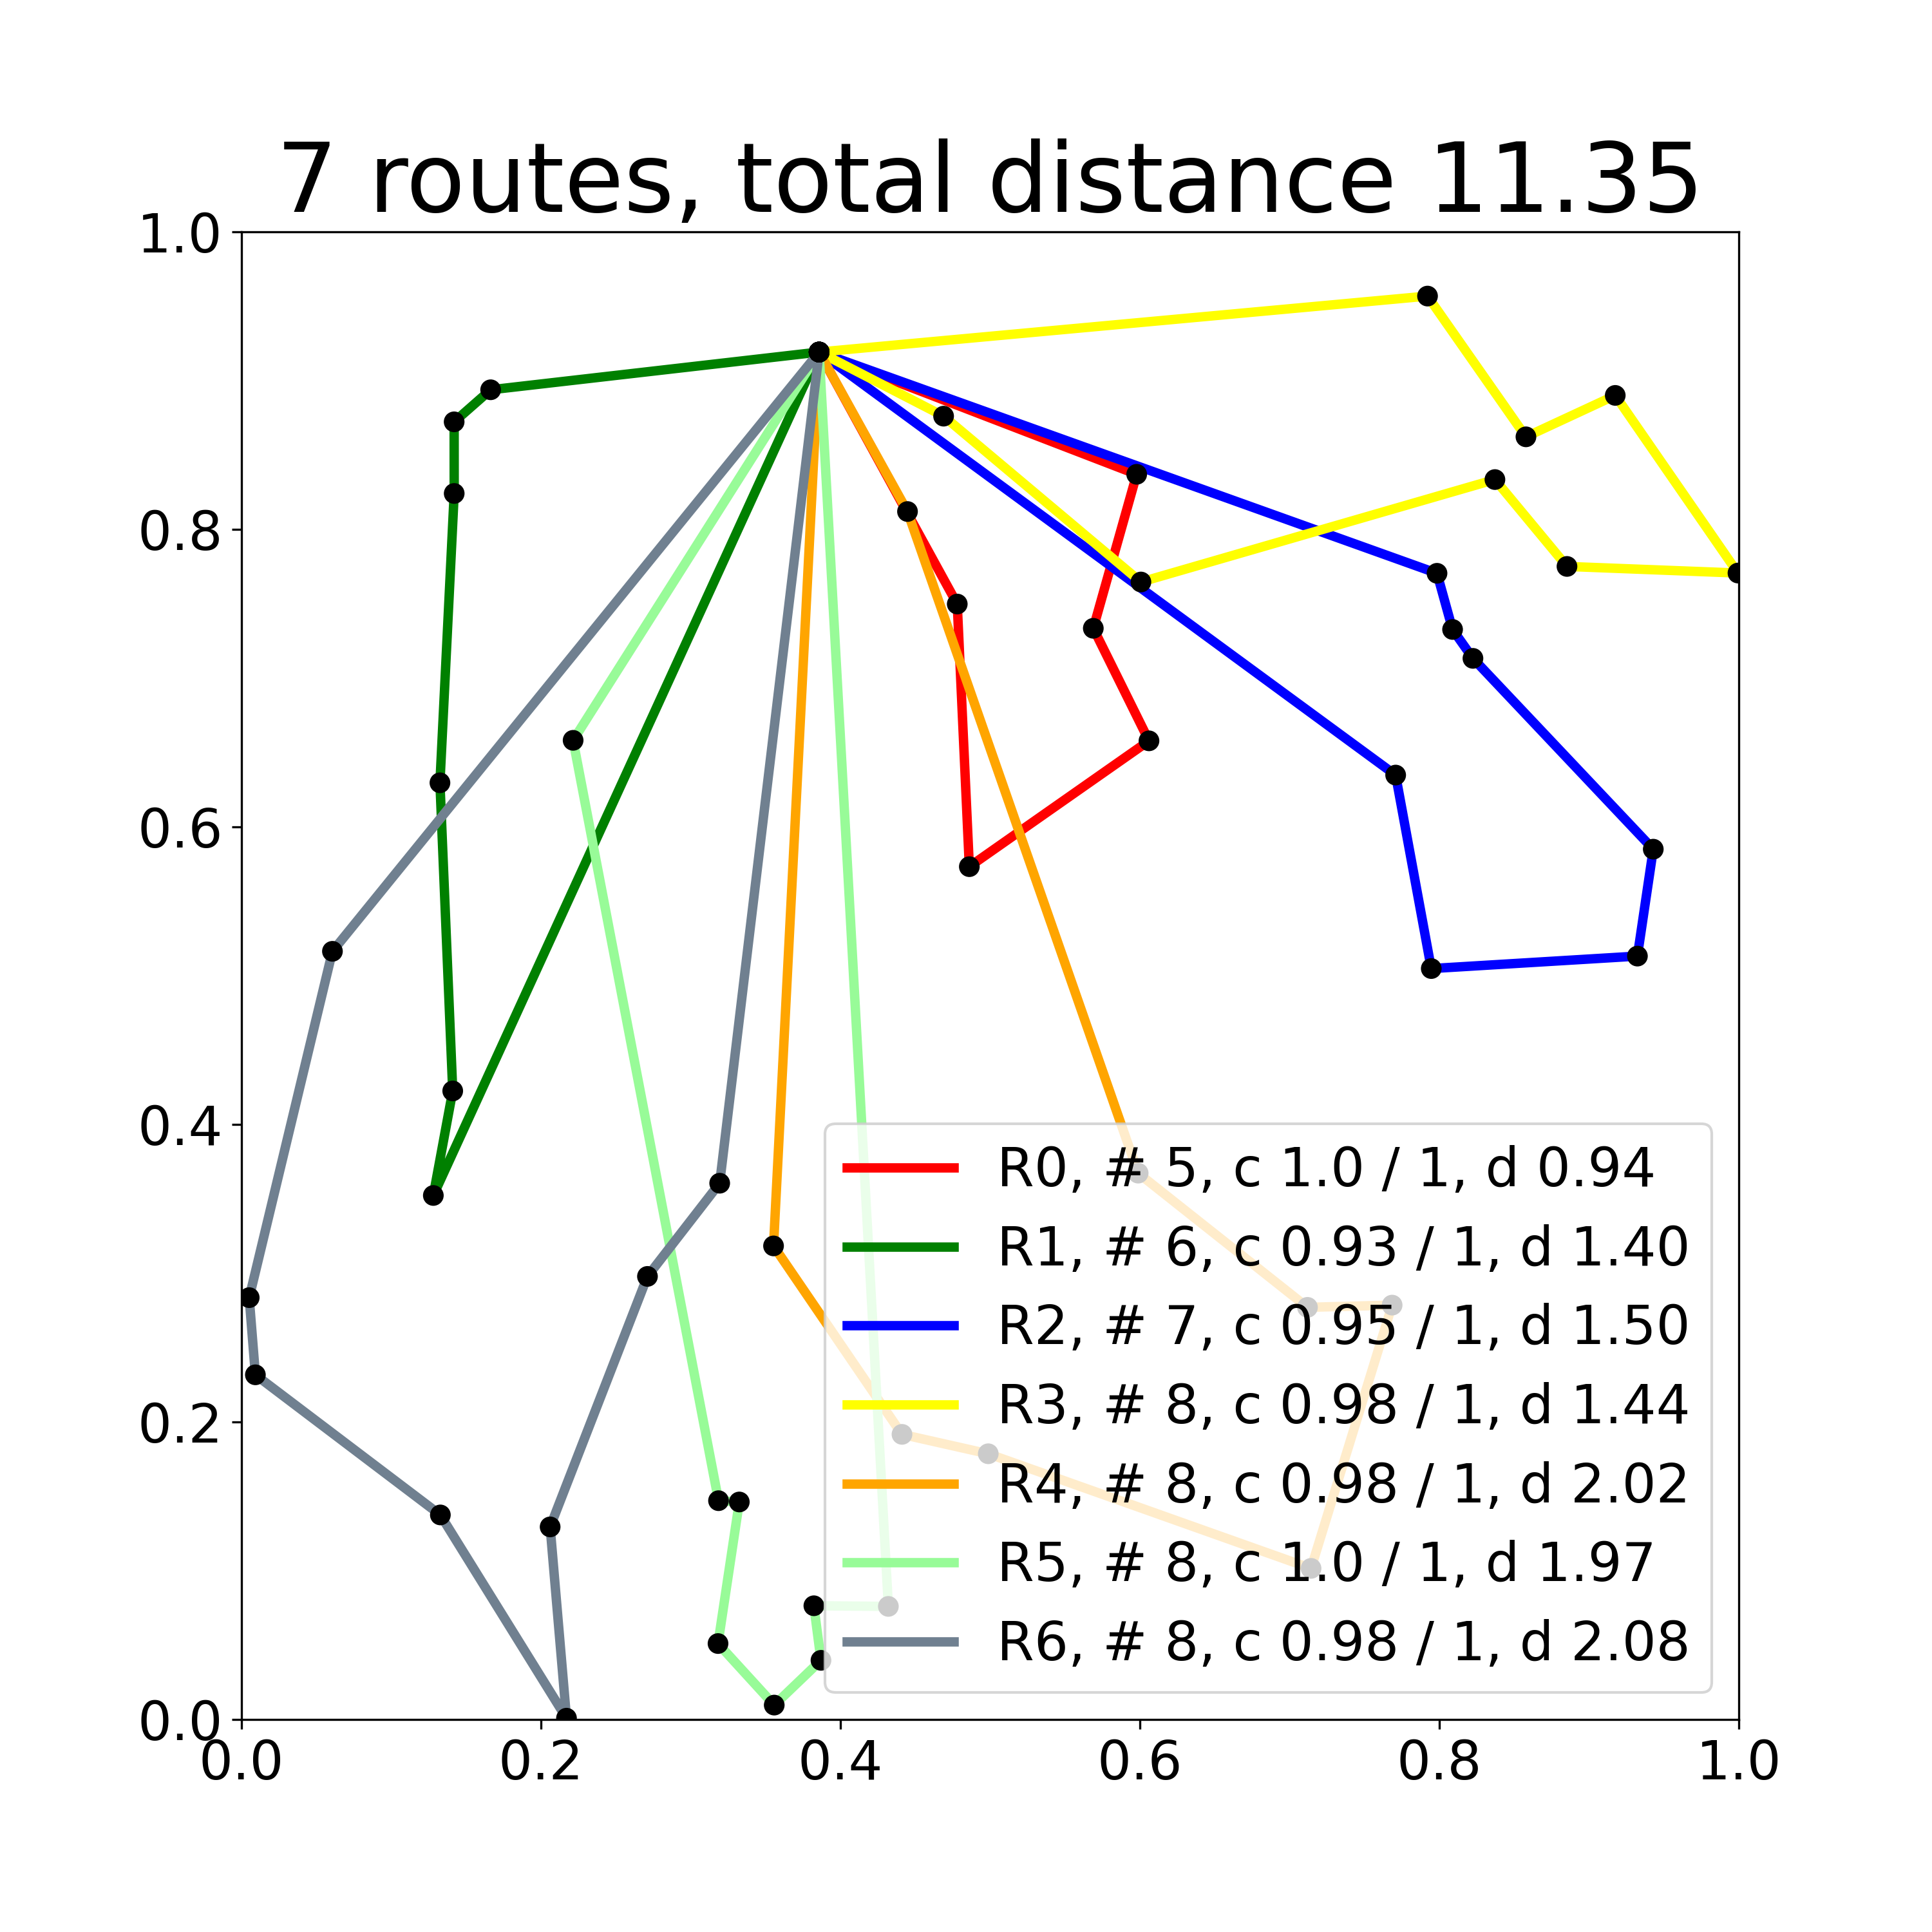 7 routes, total distance 11.35
1.0
0.8
0.6
0.4
0.2
0.0
0.0 0.2 0.4 0.6 0.8 1.0
R0, # 5, c 1.0 / 1, d 0.94
R1, # 6, c 0.93 / 1, d 1.40
R2, # 7, c 0.95 / 1, d 1.50
R3, # 8, c 0.98 / 1, d 1.44
R4, # 8, c 0.98 / 1, d 2.02
R5, # 8, c 1.0 / 1, d 1.97
R6, # 8, c 0.98 / 1, d 2.08